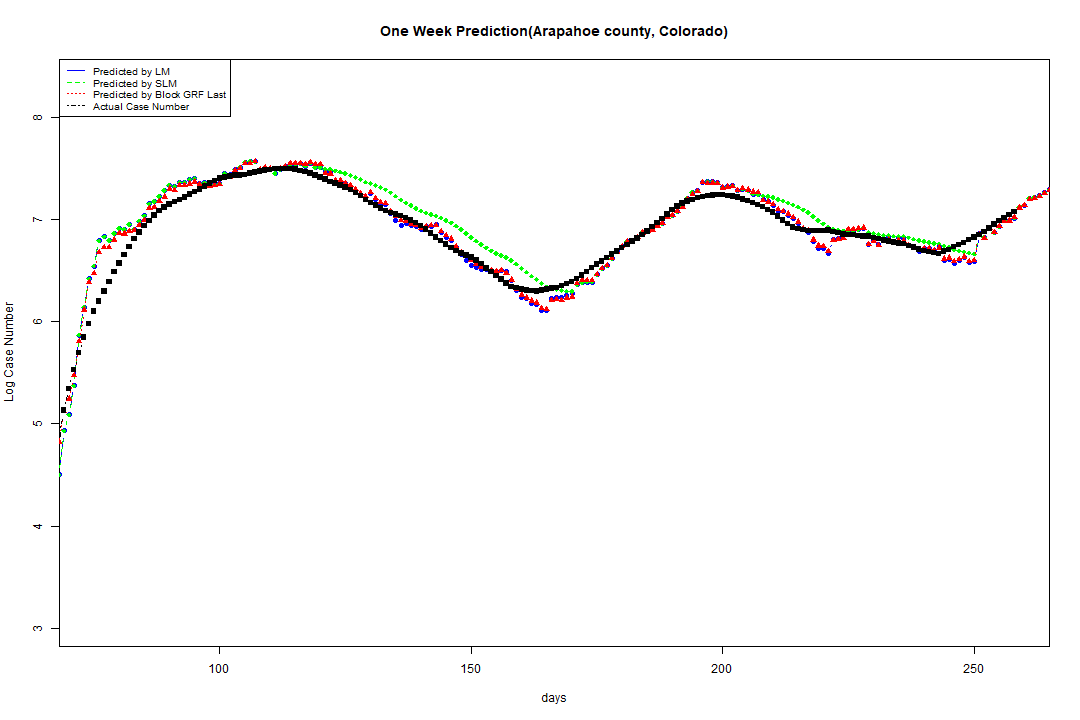 One Week Prediction(Arapahoe county, Colorado)
Predicted by LM
Predicted by SLM
Predicted by Block GRF Last
Actual Case Number
8
7
6
5
4
3
Log Case Number
100 150 200 250
days